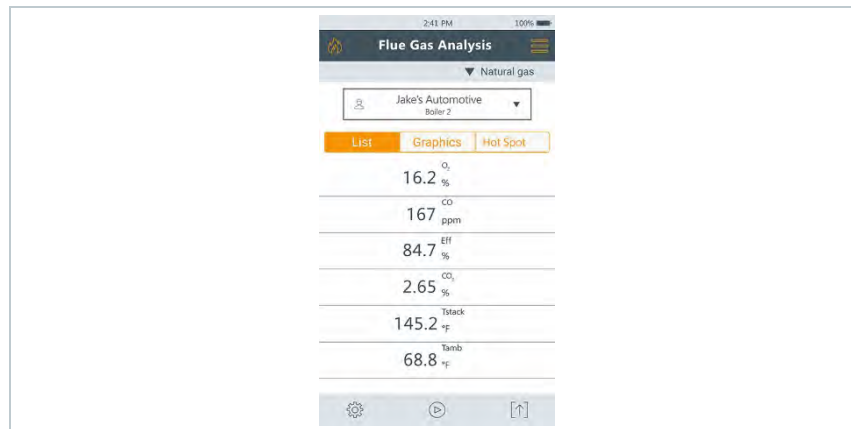 2:41 PM 100%
Flue Gas Analysis
▼ Natural gas
Jake's Automotive ▼
Boiler 2
List Graphics Hot Spot
16.2 O₂ %
167 CO ppm
84.7 Eff %
2.65 CO₂ %
145.2 Tstack °F
68.8 Tamb °F